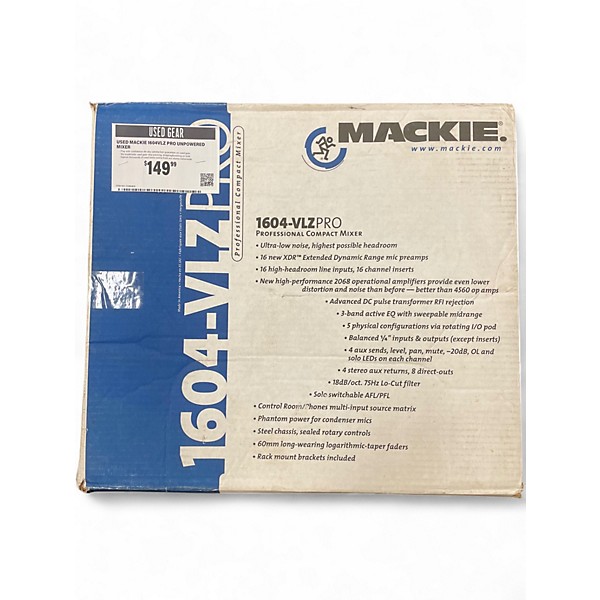 USED GEAR
USED MACKIE 1604VLZ PRO UNPOWERED
MIXER
$149⁹⁹
1604-VLZPRO
Professional Compact Mixer
MACKIE®
www.mackie.com
1604-VLZPRO
PROFESSIONAL COMPACT MIXER
• Ultra-low noise, highest possible headroom
• 16 new XDR™ Extended Dynamic Range mic preamps
• 16 high-headroom line inputs, 16 channel inserts
• New high-performance 2068 operational amplifiers provide even lower
distortion and noise than before — better than 4560 op amps
• Advanced DC pulse transformer RFI rejection
• 3-band active EQ with sweepable midrange
• 5 physical configurations via rotating I/O pod
• Balanced ¼" inputs & outputs (except inserts)
• 4 aux sends, level, pan, mute, –20dB, OL and
solo LEDs on each channel
• 4 stereo aux returns, 8 direct-outs
• 18dB/oct. 75Hz Lo-Cut filter
• Solo switchable AFL/PFL
• Control Room/Phones multi-input source matrix
• Phantom power for condenser mics
• Steel chassis, sealed rotary controls
• 60mm long-wearing logarithmic-taper faders
• Rack mount brackets included